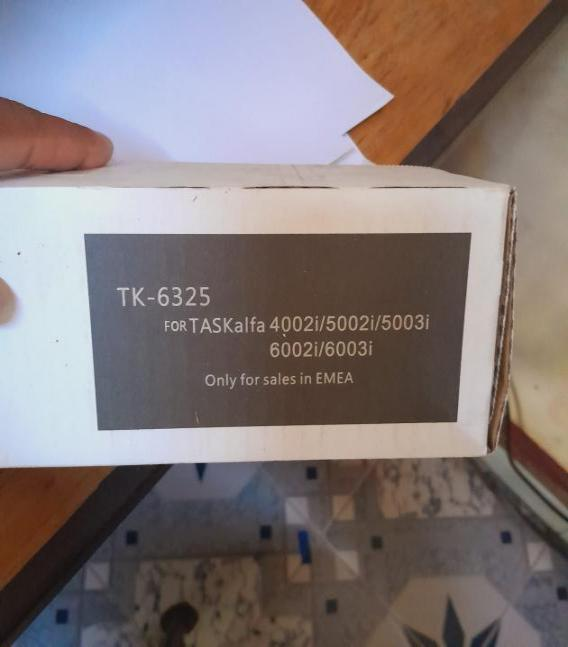 TK-6325
FOR TASKalfa 4002i/5002i/5003i
6002i/6003i
Only for sales in EMEA